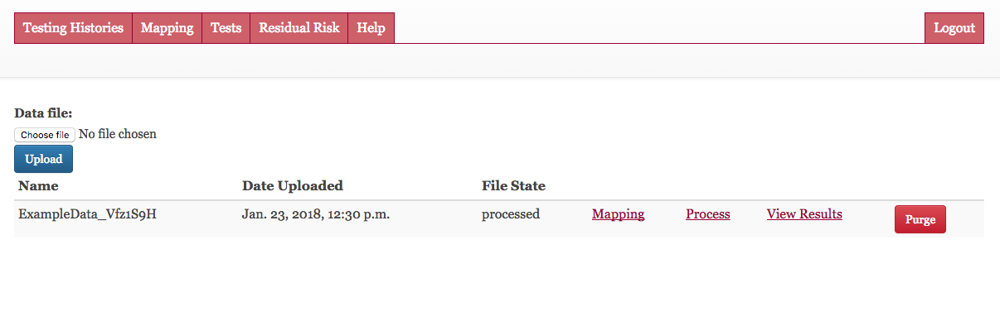 Testing Histories Mapping Tests Residual Risk Help Logout
Data file:
Choose file No file chosen
Upload
Name Date Uploaded File State
ExampleData_Vfz1S9H Jan. 23, 2018, 12:30 p.m. processed Mapping Process View Results Purge